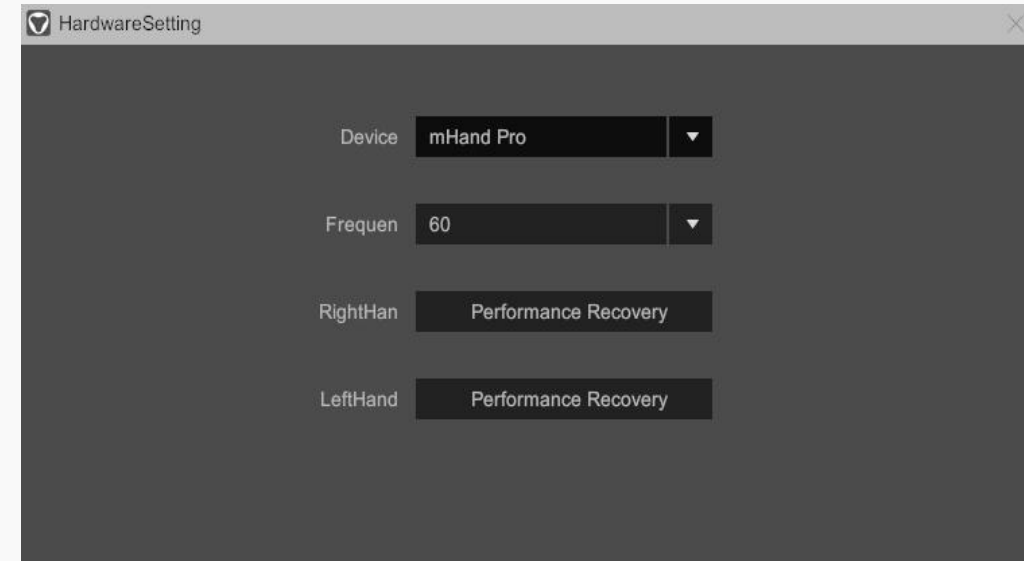 HardwareSetting
Device mHand Pro
Frequen 60
RightHan Performance Recovery
LeftHand Performance Recovery